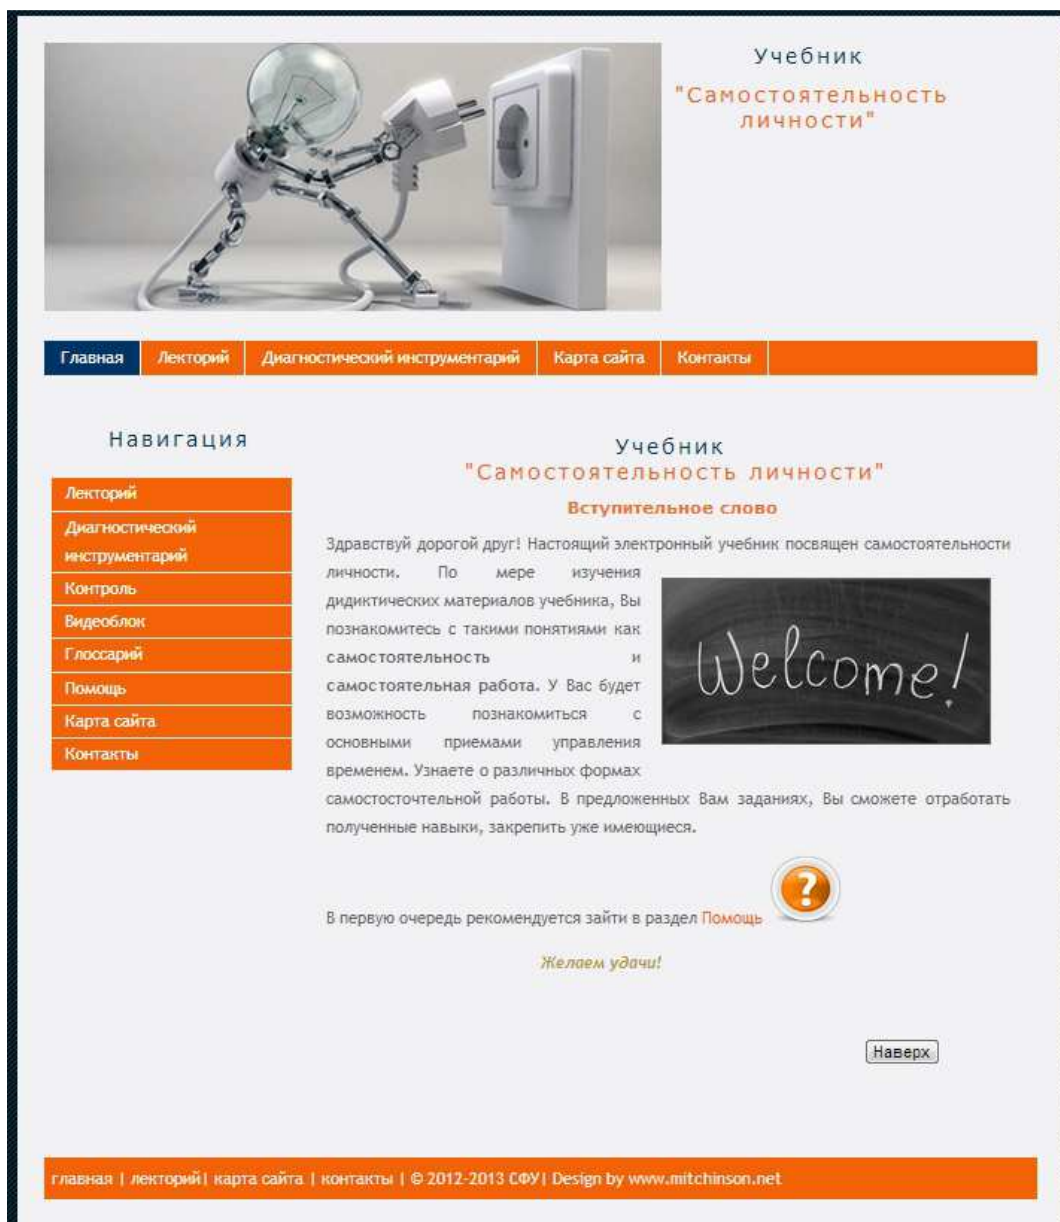 Учебник
"Самостоятельность
личности"
Главная
Лекторий
Диагностический инструментарий
Карта сайта
Контакты
Навигация
Лекторий
Диагностический
инструментарий
Контроль
Видеоблок
Глоссарий
Помощь
Карта сайта
Контакты
Учебник
"Самостоятельность личности"
Вступительное слово
Здравствуй дорогой друг! Настоящий электронный учебник посвящен самостоятельности
личности. По мере изучения
дидиктических материалов учебника, Вы
познакомитесь с такими понятиями как
самостоятельность и
самостоятельная работа. У Вас будет
возможность познакомиться с
основными приемами управления
временем. Узнаете о различных формах
самостосточтельной работы. В предложенных Вам заданиях, Вы сможете отработать
полученные навыки, закрепить уже имеющиеся.
Welcome!
В первую очередь рекомендуется зайти в раздел Помощь
?
Желаем удачи!
Наверх
главная | лекторий| карта сайта | контакты | © 2012-2013 СФУ| Design by www.mitchinson.net